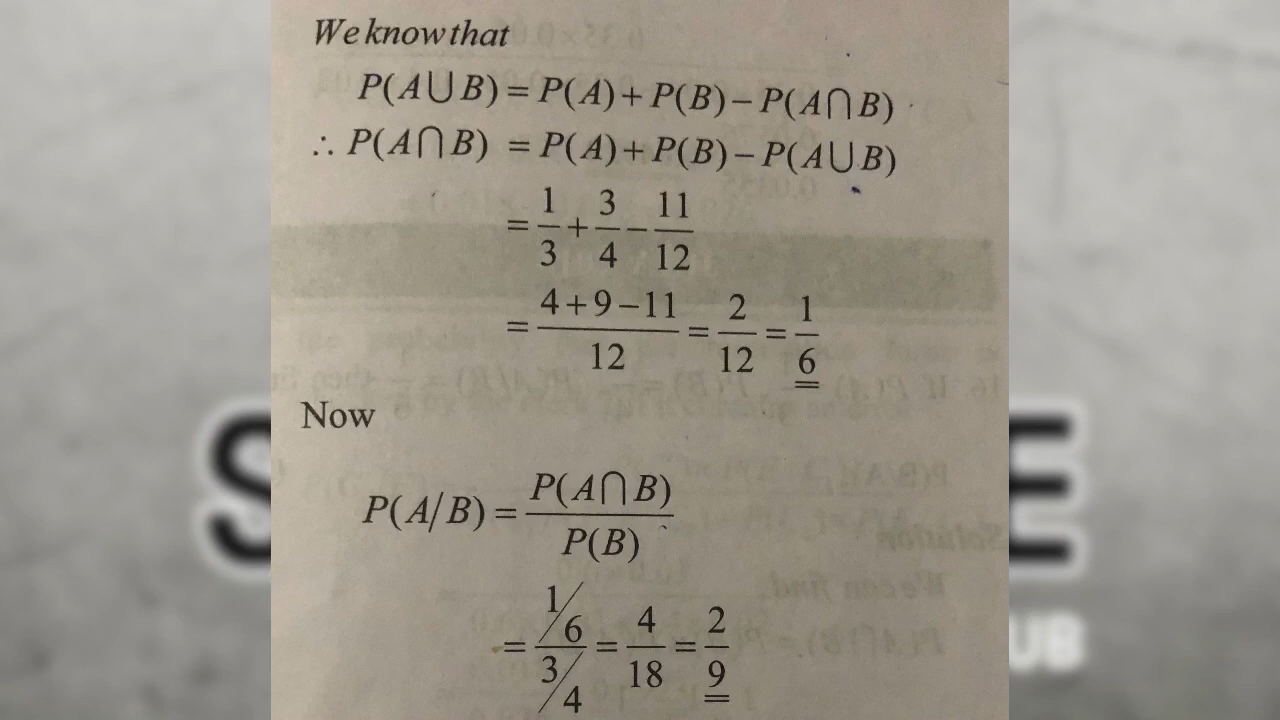 We know that
P(A⋃B) = P(A) + P(B) − P(A⋂B)
∴ P(A⋂B) = P(A) + P(B) − P(A⋃B)
= 1/3 + 3/4 − 11/12
= (4 + 9 − 11)/12 = 2/12 = 1/6
Now
P(A/B) = P(A⋂B)/P(B)
= (1/6)/(3/4) = 4/18 = 2/9
S E
UB